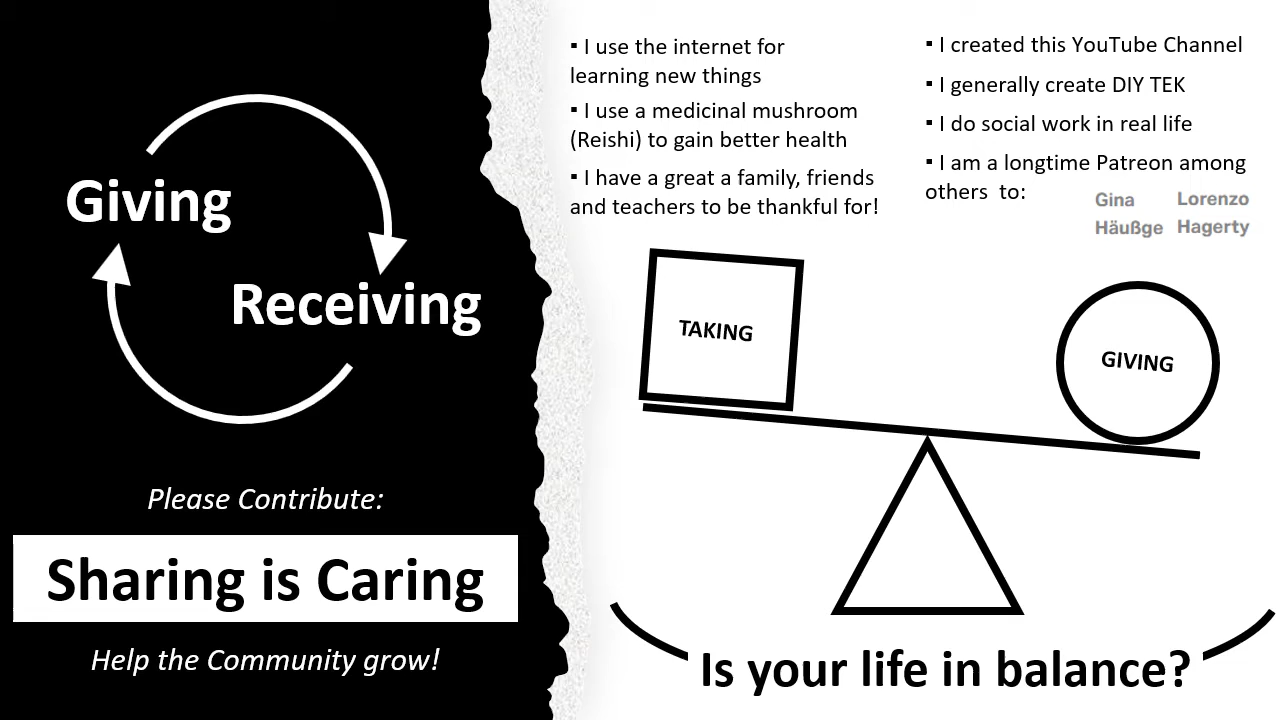 Giving
Receiving
Please Contribute:
Sharing is Caring
Help the Community grow!
▪ I use the internet for
learning new things
▪ I use a medicinal mushroom
(Reishi) to gain better health
▪ I have a great a family, friends
and teachers to be thankful for!
▪ I created this YouTube Channel
▪ I generally create DIY TEK
▪ I do social work in real life
▪ I am a longtime Patreon among
others to:
Gina
Häußge
Lorenzo
Hagerty
TAKING
GIVING
Is your life in balance?